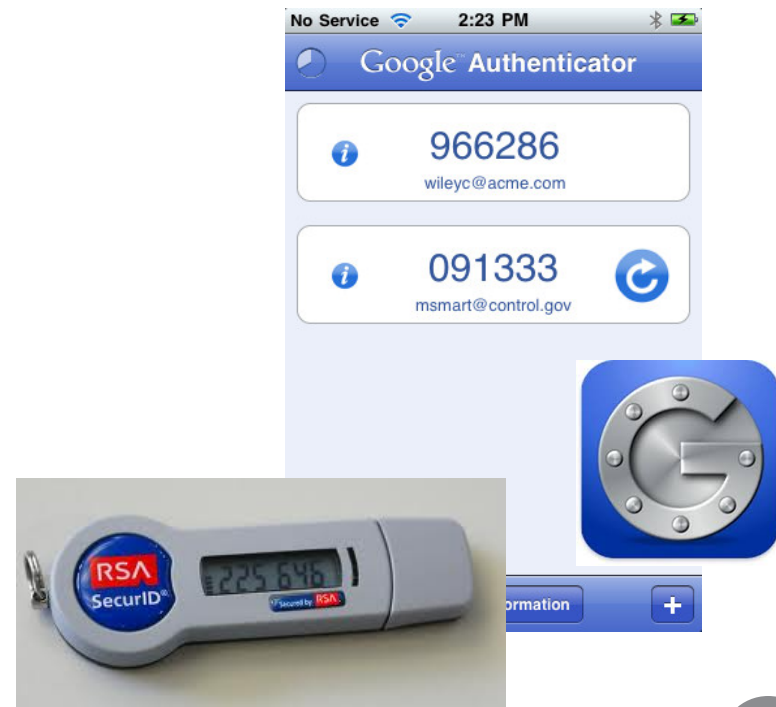 No Service 2:23 PM
Google™ Authenticator
966286
wileyc@acme.com
091333
msmart@control.gov
G
RSA
SecurID®
225 646
Secured by RSA
ormation +